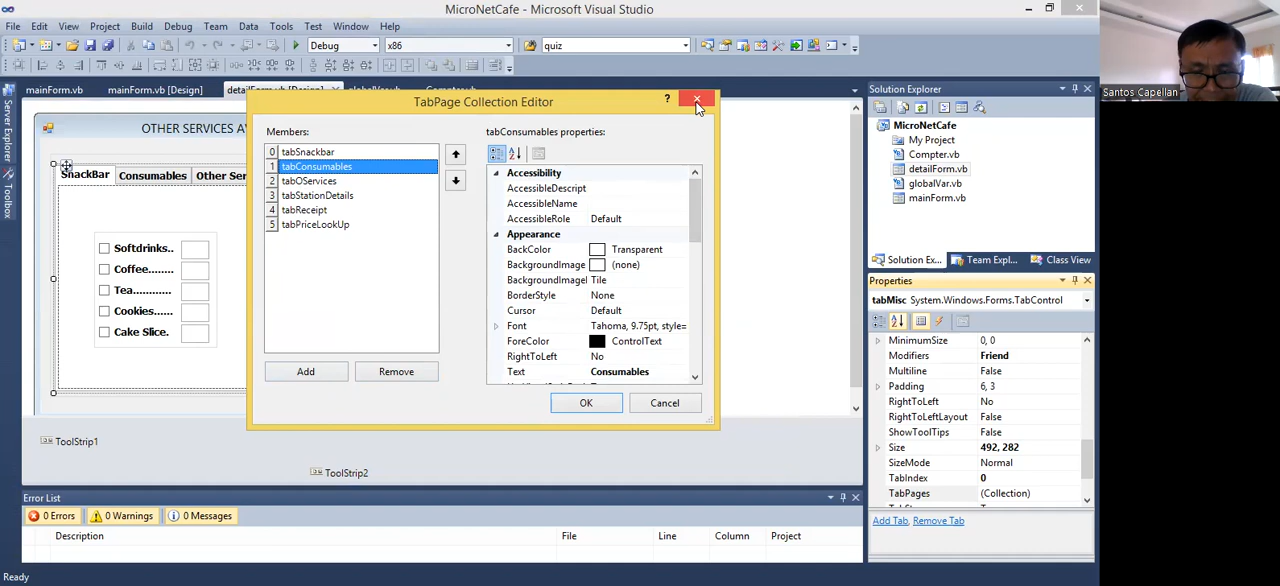 MicroNetCafe - Microsoft Visual Studio
File Edit View Project Build Debug Team Data Tools Test Window Help
Debug x86 quiz
mainForm.vb mainForm.vb [Design] detailForm.vb [Design]
Server Explorer
Toolbox
OTHER SERVICES AV
SnackBar Consumables Other Ser
Softdrinks..
Coffee........
Tea............
Cookies......
Cake Slice.
ToolStrip1
ToolStrip2
TabPage Collection Editor ?
Members:
0 tabSnackbar
1 tabConsumables
2 tabOServices
3 tabStationDetails
4 tabReceipt
5 tabPriceLookUp
Add Remove
tabConsumables properties:
Accessibility
AccessibleDescript
AccessibleName
AccessibleRole Default
Appearance
BackColor Transparent
BackgroundImage (none)
BackgroundImageL Tile
BorderStyle None
Cursor Default
Font Tahoma, 9.75pt, style=
ForeColor ControlText
RightToLeft No
Text Consumables
OK Cancel
Solution Explorer
MicroNetCafe
My Project
Compter.vb
detailForm.vb
globalVar.vb
mainForm.vb
Solution Ex... Team Expl... Class View
Properties
tabMisc System.Windows.Forms.TabControl
MinimumSize 0, 0
Modifiers Friend
Multiline False
Padding 6, 3
RightToLeft No
RightToLeftLayout False
ShowToolTips False
Size 492, 282
SizeMode Normal
TabIndex 0
TabPages (Collection)
Add Tab, Remove Tab
Error List
0 Errors 0 Warnings 0 Messages
Description File Line Column Project
Ready
Santos Capellan